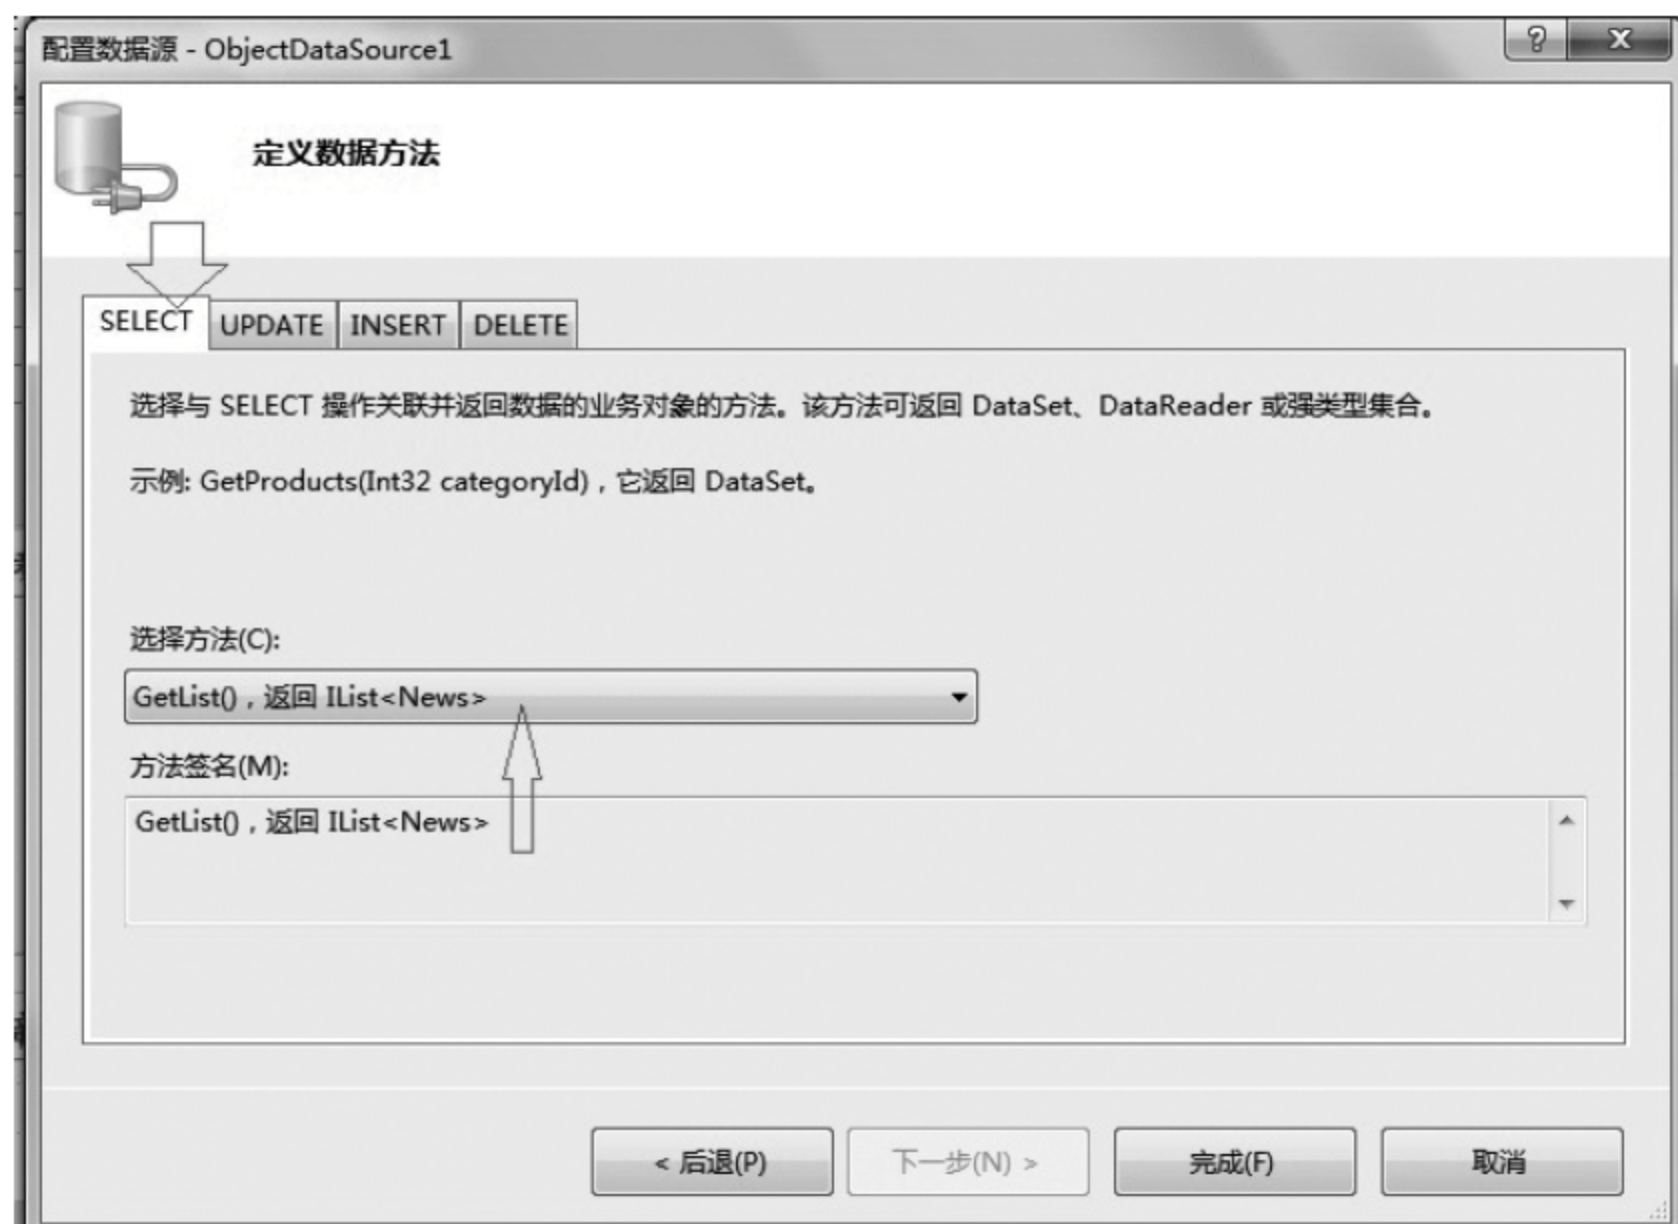 配置数据源 - ObjectDataSource1
定义数据方法
SELECT UPDATE INSERT DELETE
选择与 SELECT 操作关联并返回数据的业务对象的方法。该方法可返回 DataSet、DataReader 或强类型集合。
示例: GetProducts(Int32 categoryId)，它返回 DataSet。
选择方法(C):
GetList()，返回 IList<News>
方法签名(M):
GetList()，返回 IList<News>
< 后退(P) 下一步(N) > 完成(F) 取消